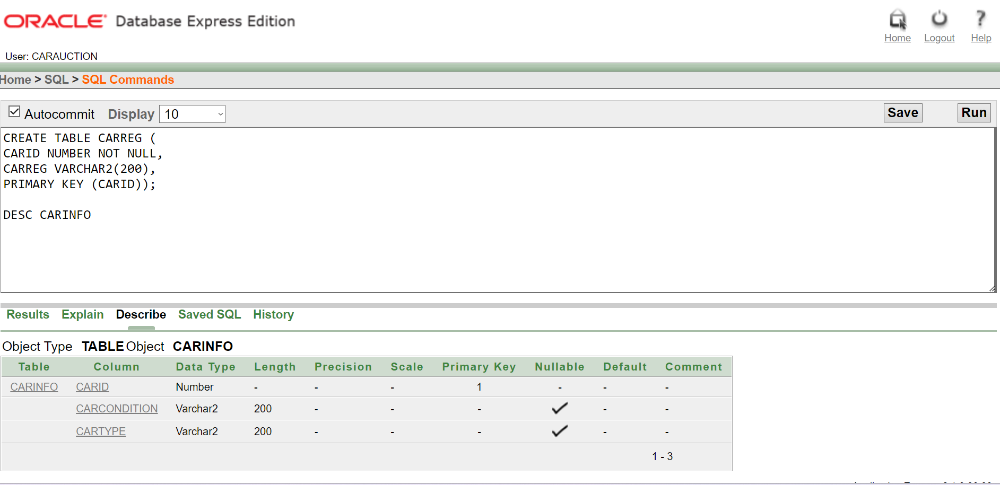 ORACLE Database Express Edition
Home Logout Help
User: CARAUCTION
Home > SQL > SQL Commands
Autocommit Display 10 Save Run
CREATE TABLE CARREG (
CARID NUMBER NOT NULL,
CARREG VARCHAR2(200),
PRIMARY KEY (CARID));
DESC CARINFO
Results Explain Describe Saved SQL History
Object Type TABLE Object CARINFO
Table Column Data Type Length Precision Scale Primary Key Nullable Default Comment
CARINFO CARID Number - - - 1 - - -
CARCONDITION Varchar2 200 - - - ✓ - -
CARTYPE Varchar2 200 - - - ✓ - -
1 - 3